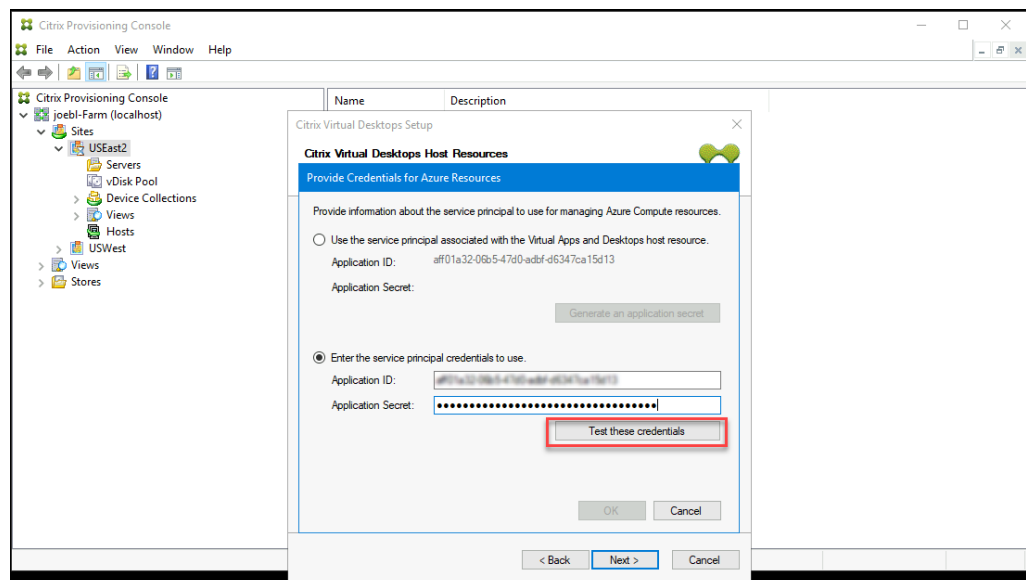 Citrix Provisioning Console
File Action View Window Help
Citrix Provisioning Console
joebl-Farm (localhost)
Sites
USEast2
Servers
vDisk Pool
Device Collections
Views
Hosts
USWest
Views
Stores
Name Description
Citrix Virtual Desktops Setup
Citrix Virtual Desktops Host Resources
Provide Credentials for Azure Resources
Provide information about the service principal to use for managing Azure Compute resources.
Use the service principal associated with the Virtual Apps and Desktops host resource.
Application ID: aff01a32-06b5-47d0-adbf-d6347ca15d13
Application Secret:
Generate an application secret
Enter the service principal credentials to use.
Application ID:
Application Secret:
Test these credentials
OK Cancel
< Back Next > Cancel